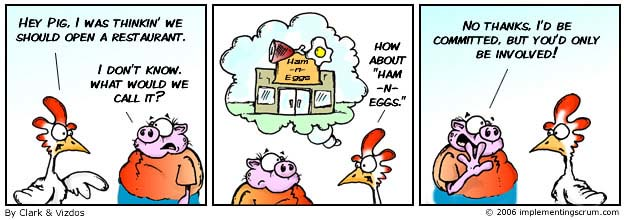 HEY PIG, I WAS THINKIN' WE
SHOULD OPEN A RESTAURANT.
I DON'T KNOW.
WHAT WOULD WE
CALL IT?
Ham
-n-
Eggs
HOW
ABOUT
"HAM
-N-
EGGS."
NO THANKS, I'D BE
COMMITTED, BUT YOU'D ONLY
BE INVOLVED!
By Clark & Vizdos
© 2006 implementingscrum.com